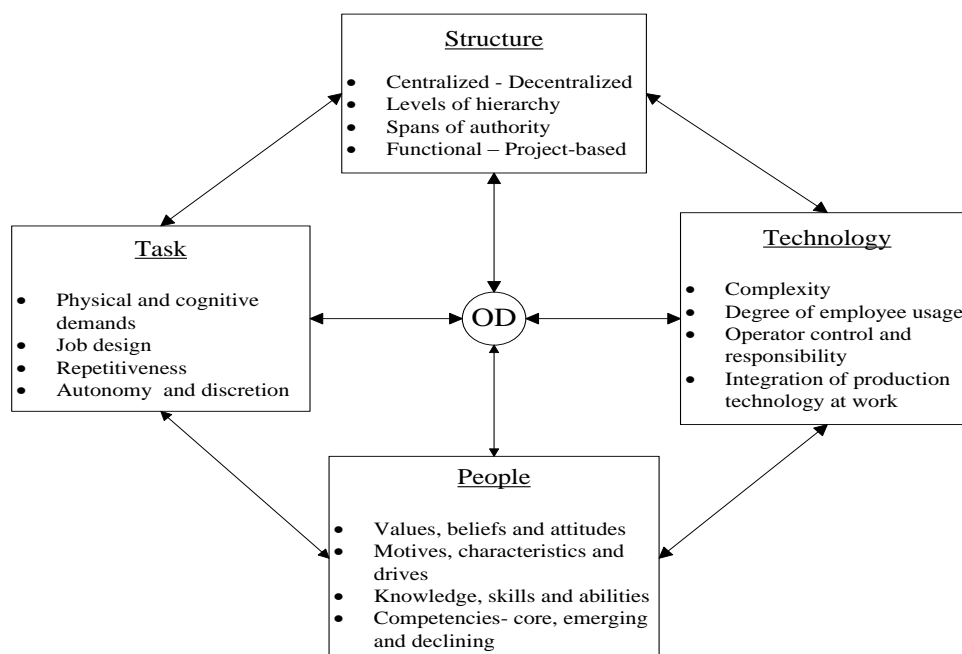 Structure
• Centralized - Decentralized
• Levels of hierarchy
• Spans of authority
• Functional – Project-based
Task
• Physical and cognitive
demands
• Job design
• Repetitiveness
• Autonomy and discretion
OD
Technology
• Complexity
• Degree of employee usage
• Operator control and
responsibility
• Integration of production
technology at work
People
• Values, beliefs and attitudes
• Motives, characteristics and
drives
• Knowledge, skills and abilities
• Competencies- core, emerging
and declining